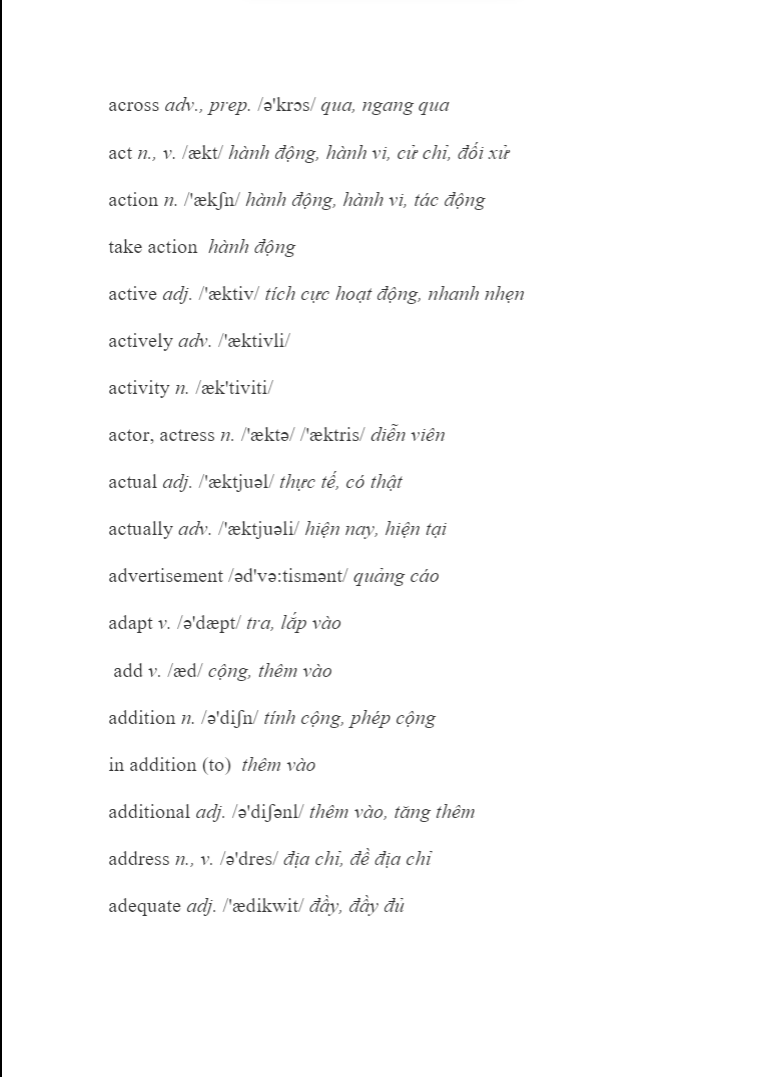 across adv., prep. /ə'krɔs/ qua, ngang qua
act n., v. /ækt/ hành động, hành vi, cử chỉ, đối xử
action n. /'ækʃn/ hành động, hành vi, tác động
take action hành động
active adj. /'æktiv/ tích cực hoạt động, nhanh nhẹn
actively adv. /'æktivli/
activity n. /æk'tiviti/
actor, actress n. /'æktə/ /'æktris/ diễn viên
actual adj. /'æktjuəl/ thực tế, có thật
actually adv. /'æktjuəli/ hiện nay, hiện tại
advertisement /əd'və:tismənt/ quảng cáo
adapt v. /ə'dæpt/ tra, lắp vào
add v. /æd/ cộng, thêm vào
addition n. /ə'diʃn/ tính cộng, phép cộng
in addition (to) thêm vào
additional adj. /ə'diʃənl/ thêm vào, tăng thêm
address n., v. /ə'dres/ địa chỉ, đề địa chỉ
adequate adj. /'ædikwit/ đầy, đầy đủ